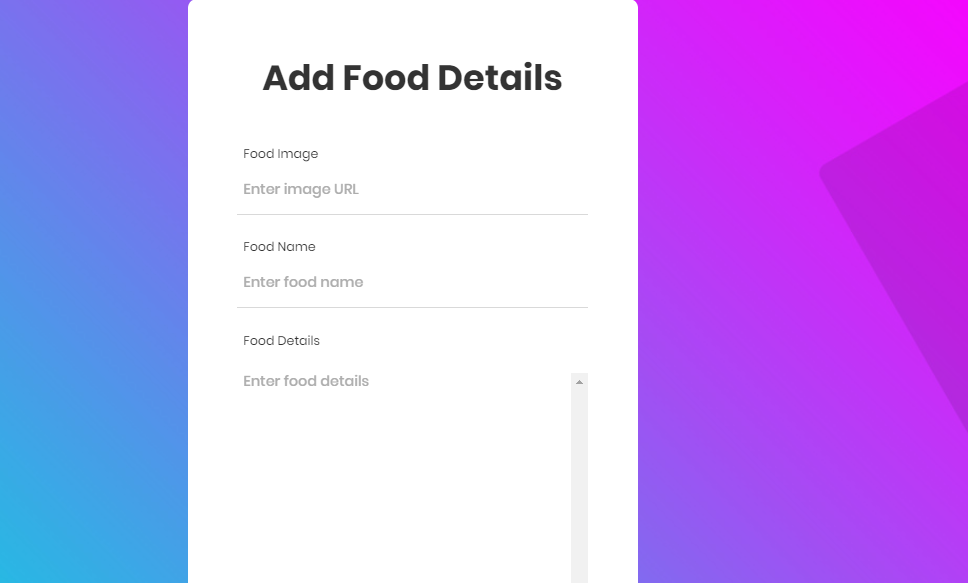 Add Food Details
Food Image
Enter image URL
Food Name
Enter food name
Food Details
Enter food details